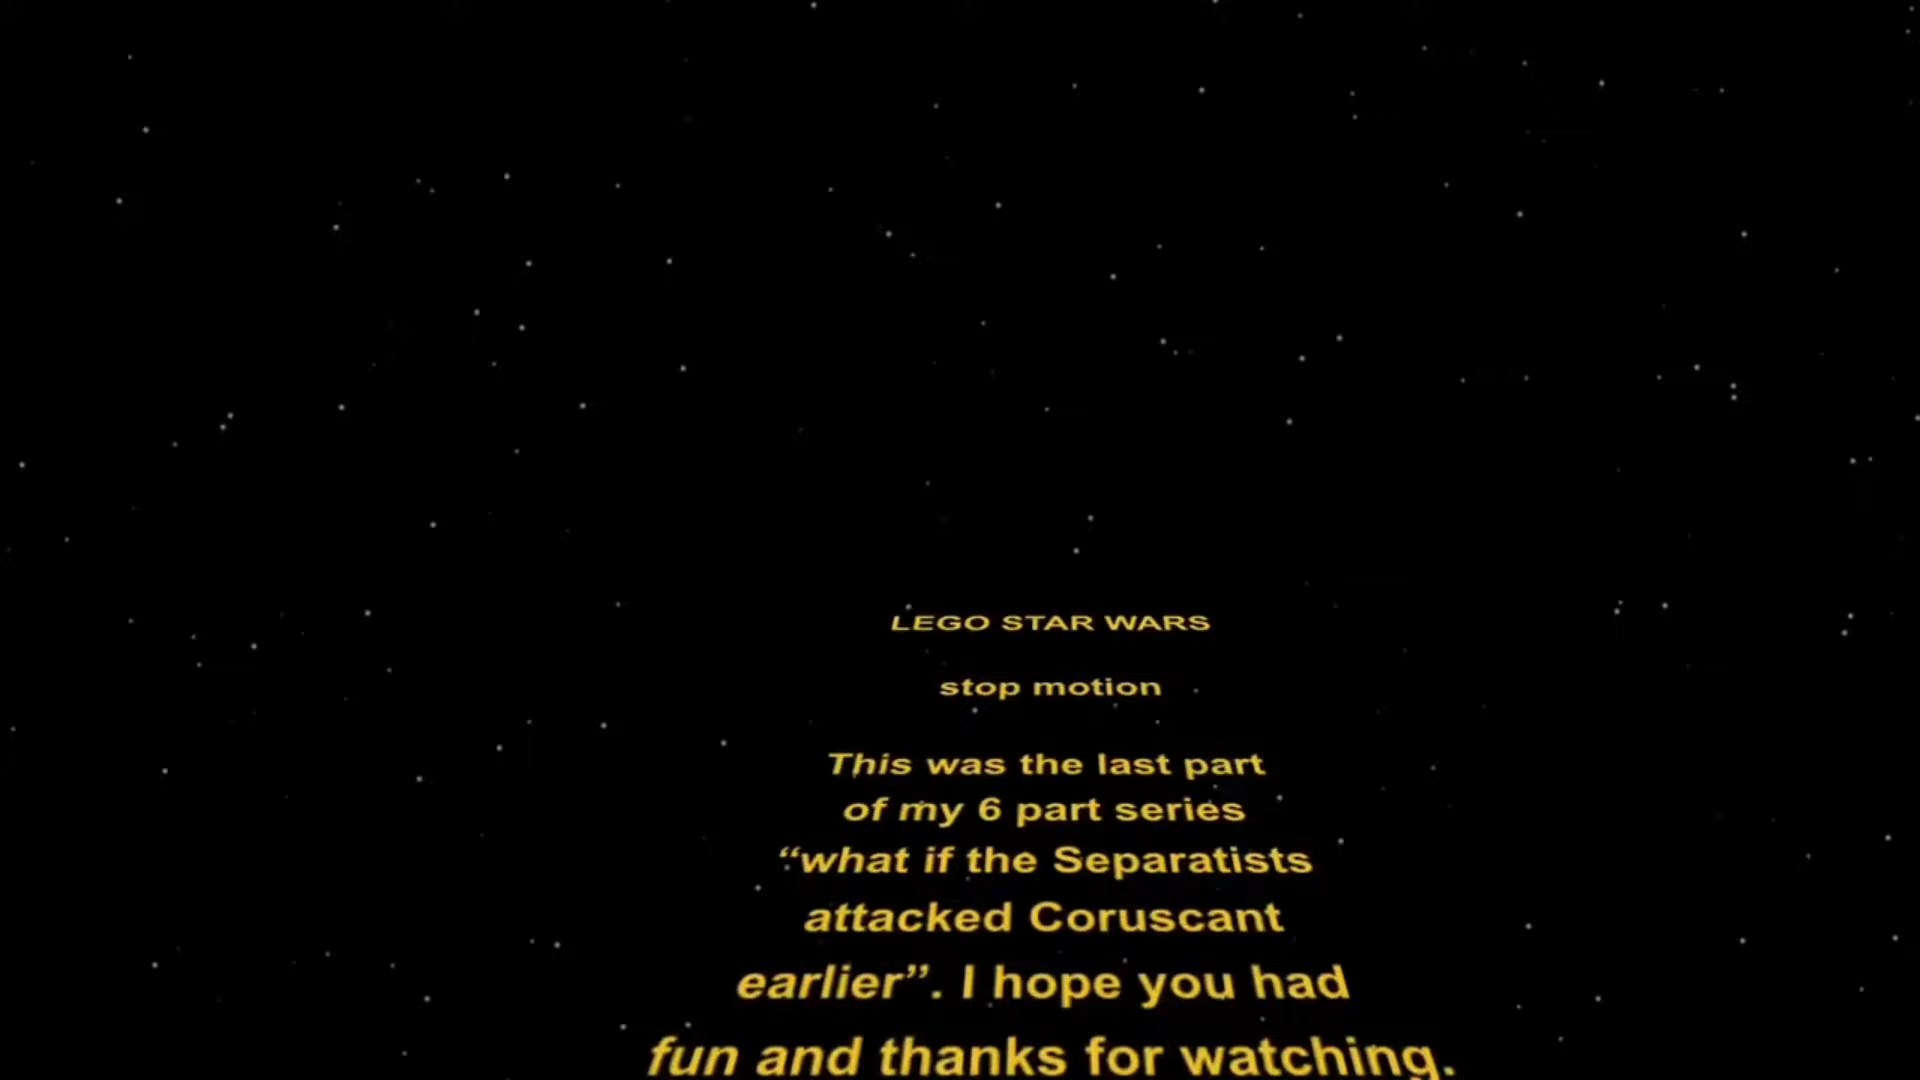 LEGO STAR WARS
stop motion
This was the last part
of my 6 part series
“what if the Separatists
attacked Coruscant
earlier”. I hope you had
fun and thanks for watching.